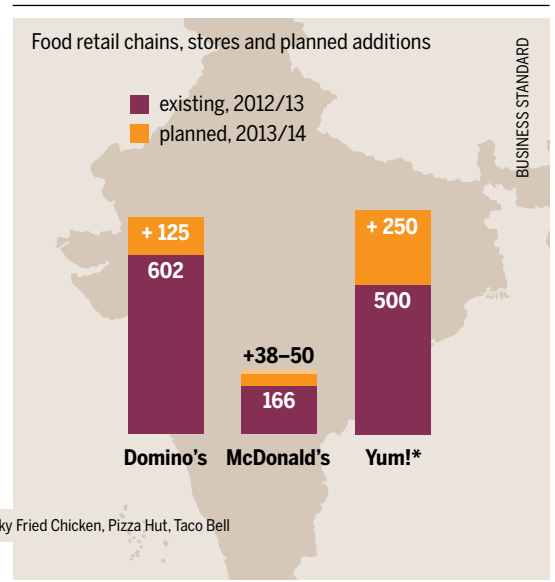 Food retail chains, stores and planned additions
BUSINESS STANDARD
existing, 2012/13
planned, 2013/14
+ 125
602
+38–50
166
+ 250
500
Domino’s McDonald’s Yum!*
ky Fried Chicken, Pizza Hut, Taco Bell